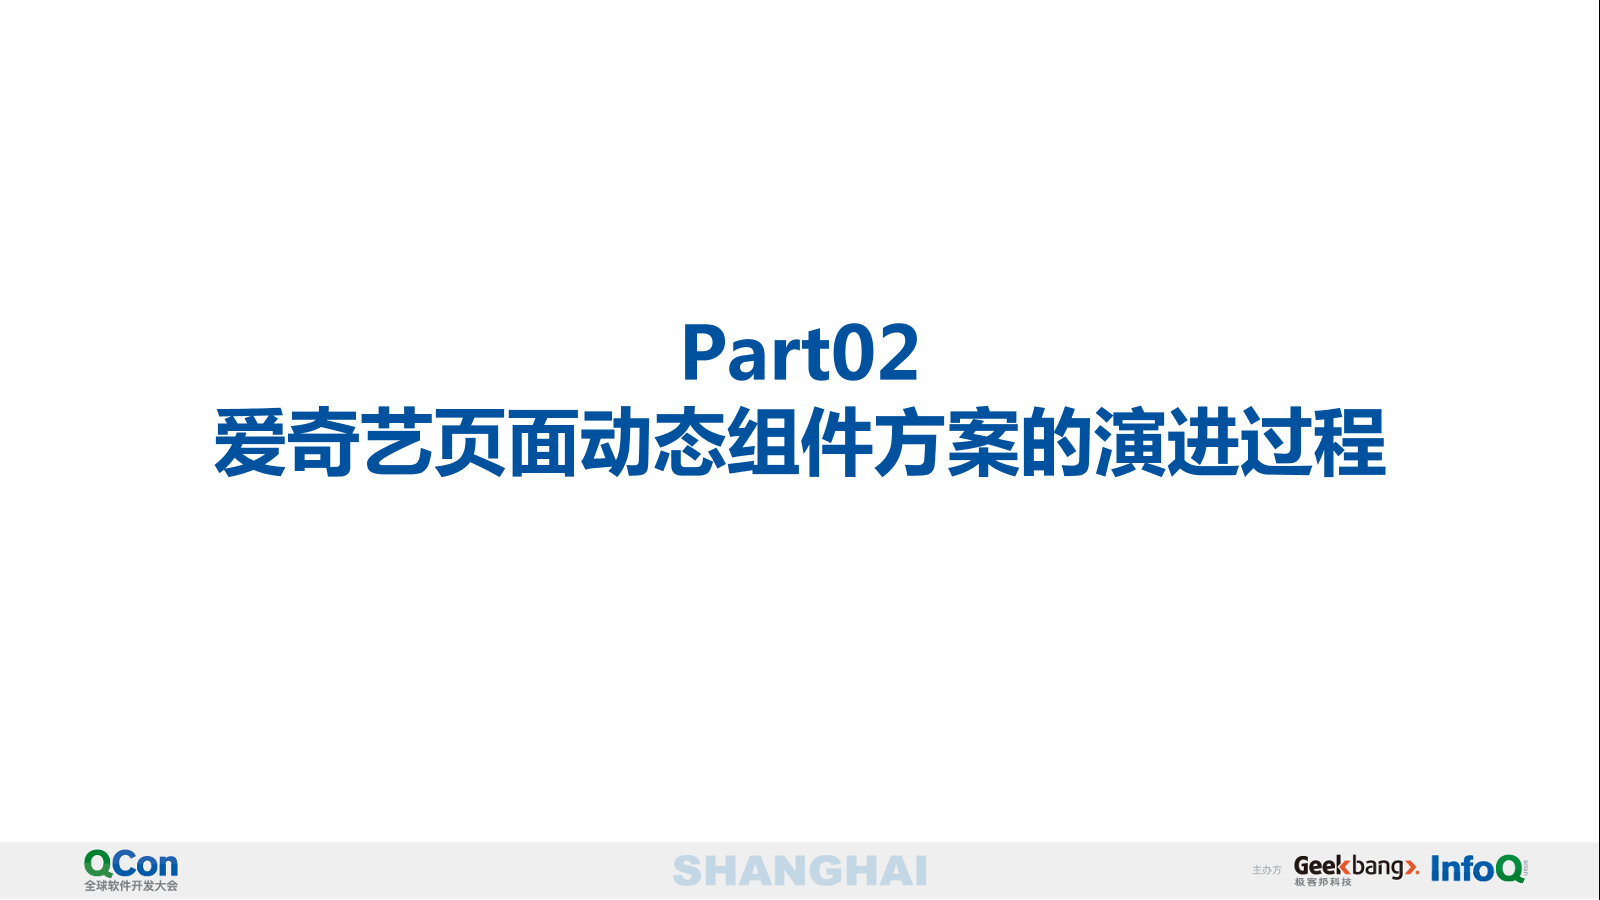 Part02
爱奇艺页面动态组件方案的演进过程
QCon
全球软件开发大会
SHANGHAI
主办方
Geekbang>.
极客邦科技
InfoQ